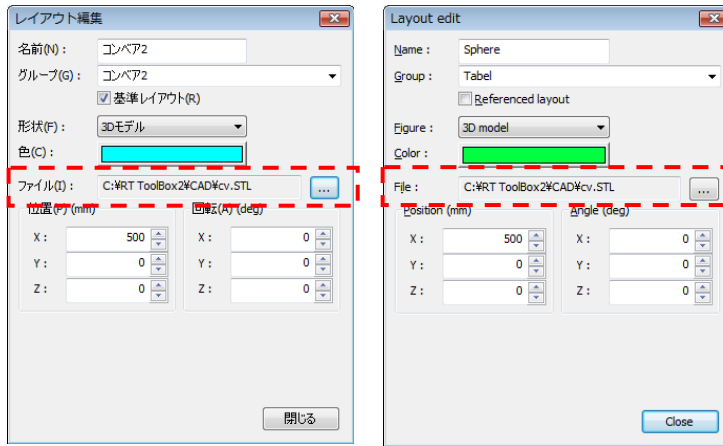 レイアウト編集
名前(N)： コンベア2
グループ(G)： コンベア2
基準レイアウト(R)
形状(F)： 3Dモデル
色(C)：
ファイル(I)： C:¥RT ToolBox2¥CAD¥cv.STL ...
位置(P) (mm) 回転(A) (deg)
X： 500 X： 0
Y： 0 Y： 0
Z： 0 Z： 0
閉じる
Layout edit
Name : Sphere
Group : Tabel
Referenced layout
Figure : 3D model
Color :
File : C:¥RT ToolBox2¥CAD¥cv.STL ...
Position (mm) Angle (deg)
X : 500 X : 0
Y : 0 Y : 0
Z : 0 Z : 0
Close